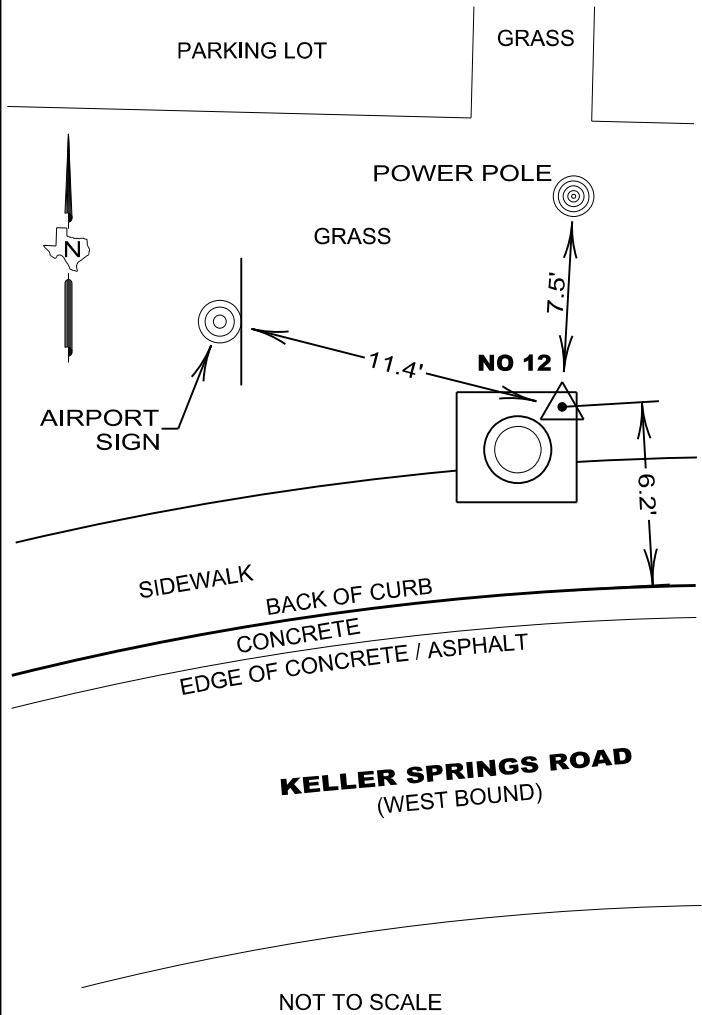 PARKING LOT
GRASS
POWER POLE
N
GRASS
7.5'
11.4'
NO 12
AIRPORT
SIGN
6.2'
SIDEWALK
BACK OF CURB
CONCRETE
EDGE OF CONCRETE / ASPHALT
KELLER SPRINGS ROAD
(WEST BOUND)
NOT TO SCALE